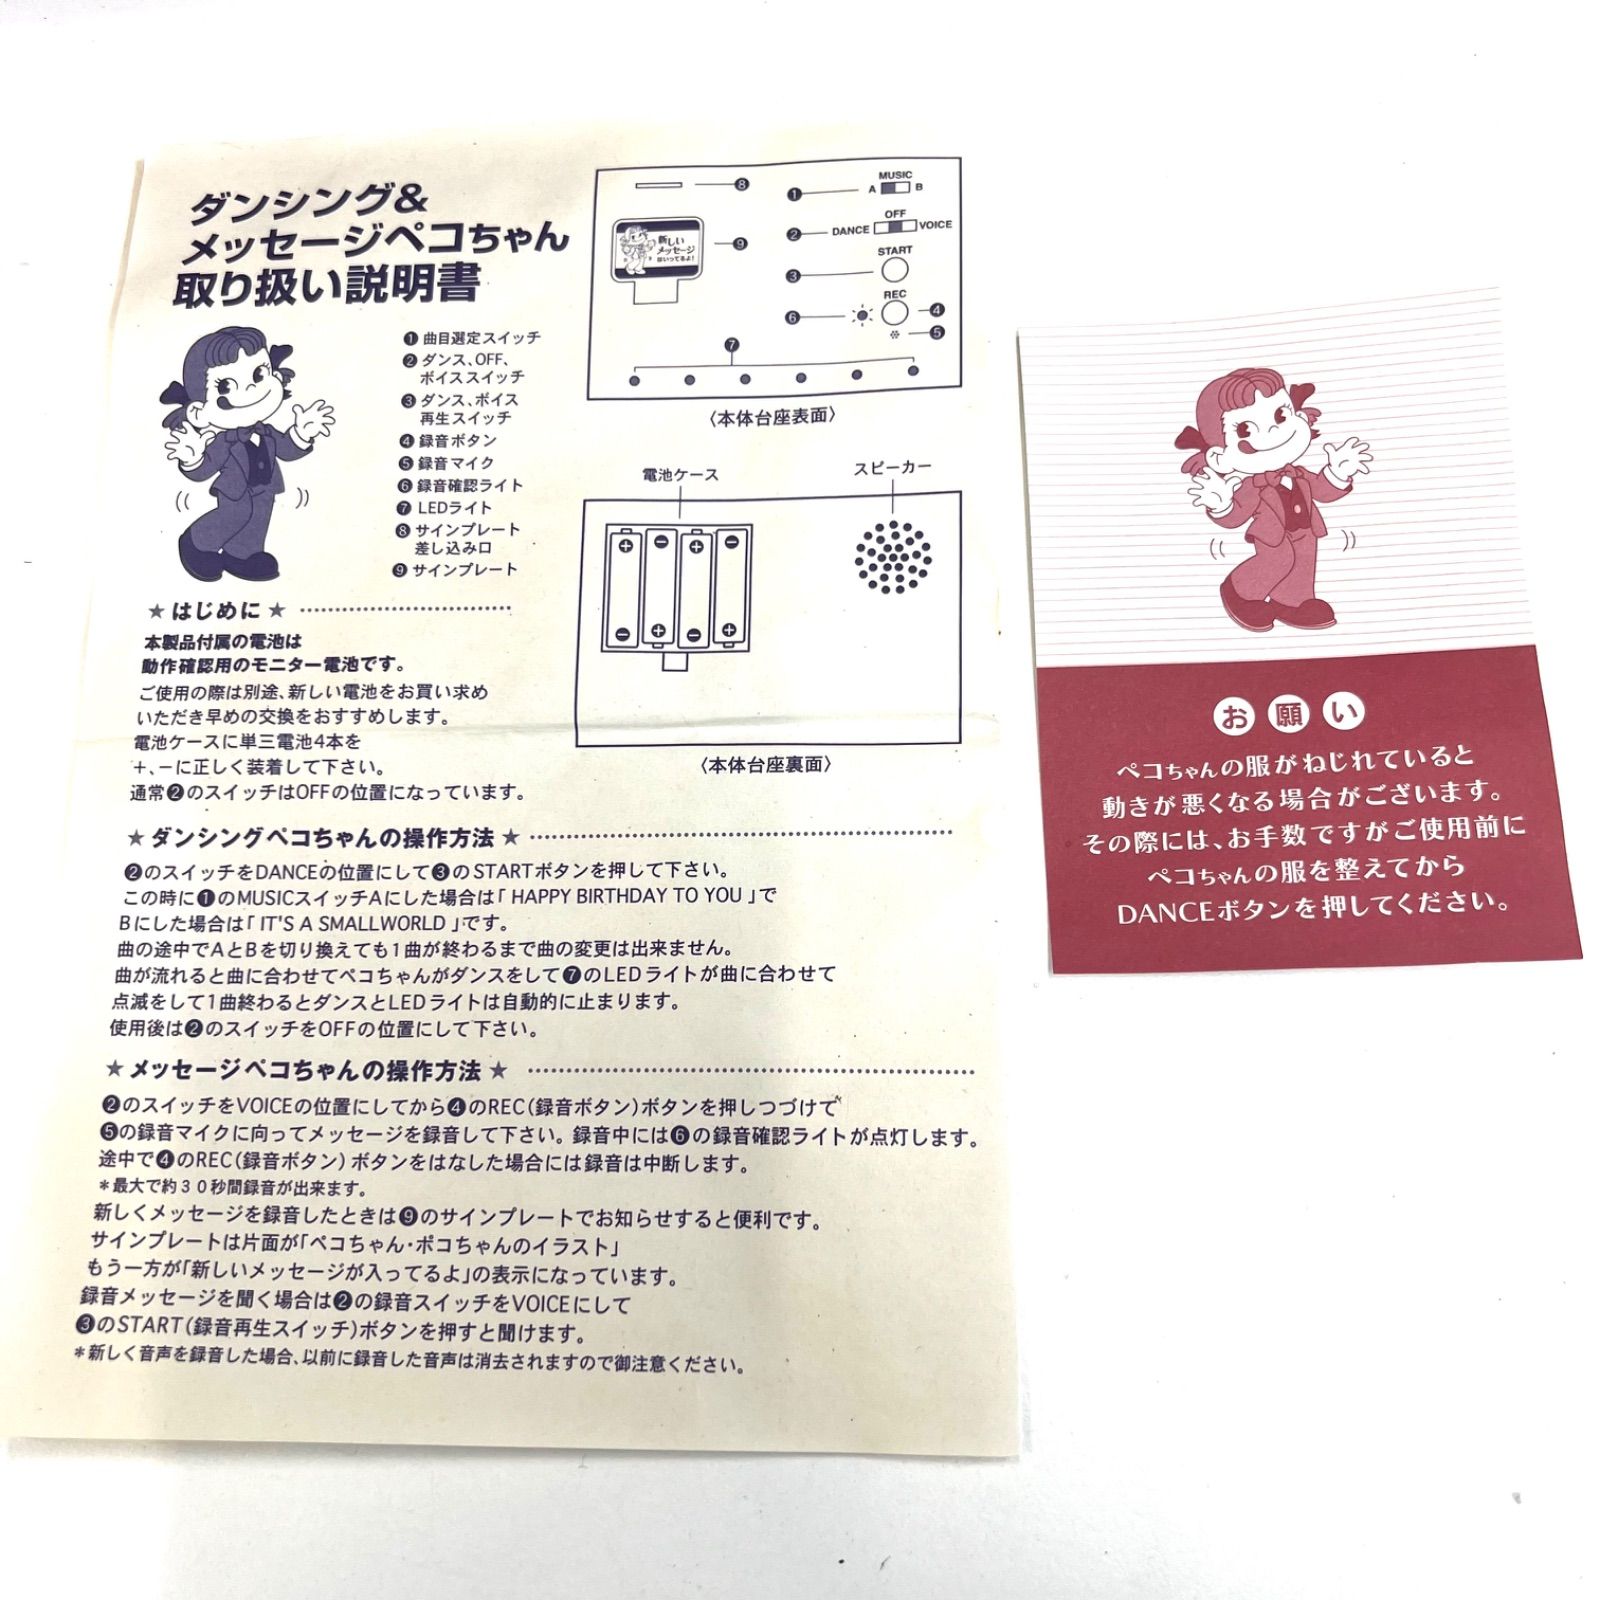 ダンシング&
メッセージペコちゃん
取り扱い説明書
❶曲目選定スイッチ
❷ダンス、OFF、
ボイススイッチ
❸ダンス、ボイス
再生スイッチ
❹録音ボタン
❺録音マイク
❻録音確認ライト
❼LEDライト
❽サインプレート
差し込み口
❾サインプレート
❽
❾
新しい
メッセージ
はいってるよ!
❶
MUSIC
A B
❷
OFF
DANCE VOICE
❸
START
❻
REC
❹
❺
❼
〈本体台座表面〉
電池ケース
スピーカー
〈本体台座裏面〉
★はじめに★
本製品付属の電池は
動作確認用のモニター電池です。
ご使用の際は別途、新しい電池をお買い求め
いただき早めの交換をおすすめします。
電池ケースに単三電池4本を
+、-に正しく装着して下さい。
通常❷のスイッチはOFFの位置になっています。
★ダンシングペコちゃんの操作方法★
❷のスイッチをDANCEの位置にして❸のSTARTボタンを押して下さい。
この時に❶のMUSICスイッチAにした場合は「HAPPY BIRTHDAY TO YOU」で
Bにした場合は「IT'S A SMALLWORLD」です。
曲の途中でAとBを切り換えても1曲が終わるまで曲の変更は出来ません。
曲が流れると曲に合わせてペコちゃんがダンスをして❼のLEDライトが曲に合わせて
点滅をして1曲終わるとダンスとLEDライトは自動的に止まります。
使用後は❷のスイッチをOFFの位置にして下さい。
★メッセージペコちゃんの操作方法★
❷のスイッチをVOICEの位置にしてから❹のREC(録音ボタン)ボタンを押しつづけて
❺の録音マイクに向ってメッセージを録音して下さい。録音中には❻の録音確認ライトが点灯します。
途中で❹のREC(録音ボタン)ボタンをはなした場合には録音は中断します。
*最大で約30秒間録音が出来ます。
新しくメッセージを録音したときは❾のサインプレートでお知らせすると便利です。
サインプレートは片面が「ペコちゃん・ポコちゃんのイラスト」
もう一方が「新しいメッセージが入ってるよ」の表示になっています。
録音メッセージを聞く場合は❷の録音スイッチをVOICEにして
❸のSTART(録音再生スイッチ)ボタンを押すと聞けます。
*新しく音声を録音した場合、以前に録音した音声は消去されますので御注意ください。
お願い
ペコちゃんの服がねじれていると
動きが悪くなる場合がございます。
その際には、お手数ですがご使用前に
ペコちゃんの服を整えてから
DANCEボタンを押してください。